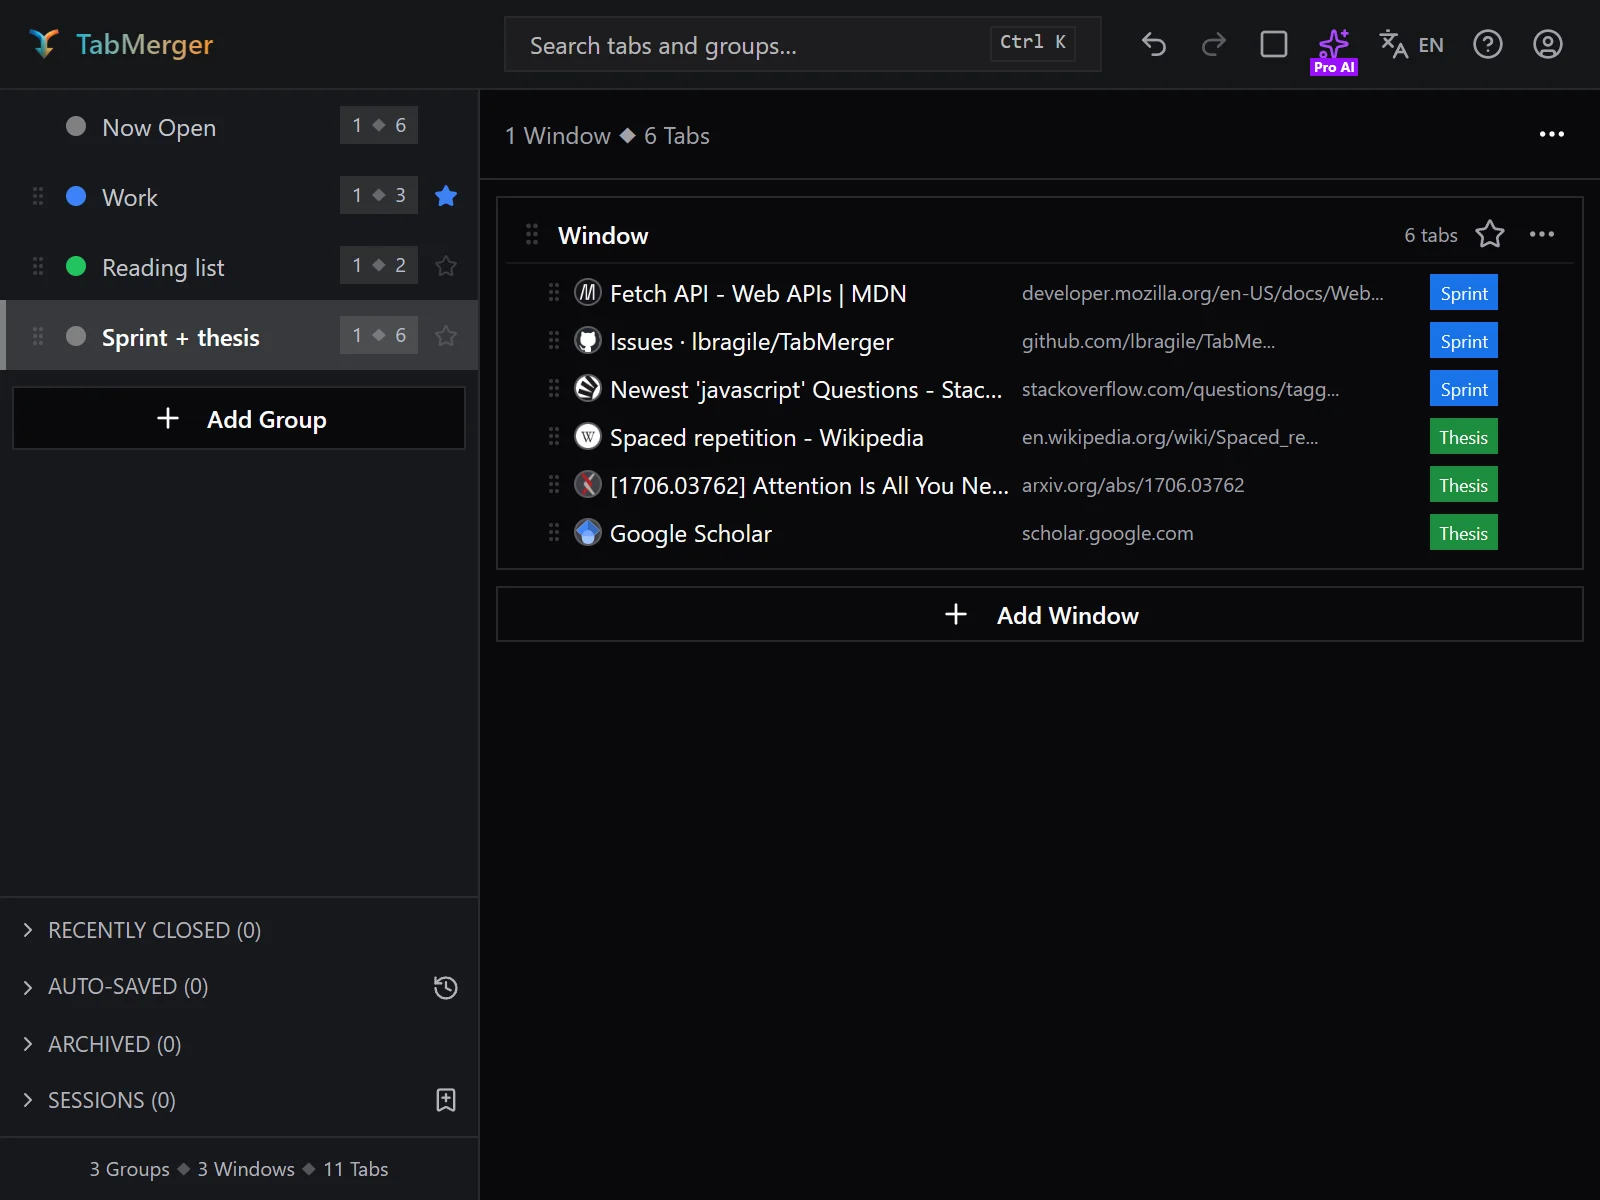 TabMerger
Search tabs and groups...
Ctrl K
Pro AI
EN
Now Open
1 ◆ 6
Work
1 ◆ 3
Reading list
1 ◆ 2
Sprint + thesis
1 ◆ 6
Add Group
RECENTLY CLOSED (0)
AUTO-SAVED (0)
ARCHIVED (0)
SESSIONS (0)
3 Groups ◆ 3 Windows ◆ 11 Tabs
1 Window ◆ 6 Tabs
Window
6 tabs
Fetch API - Web APIs | MDN
developer.mozilla.org/en-US/docs/Web...
Sprint
Issues · lbragile/TabMerger
github.com/lbragile/TabMe...
Sprint
Newest 'javascript' Questions - Stac...
stackoverflow.com/questions/tagg...
Sprint
W
Spaced repetition - Wikipedia
en.wikipedia.org/wiki/Spaced_re...
Thesis
[1706.03762] Attention Is All You Ne...
arxiv.org/abs/1706.03762
Thesis
Google Scholar
scholar.google.com
Thesis
Add Window